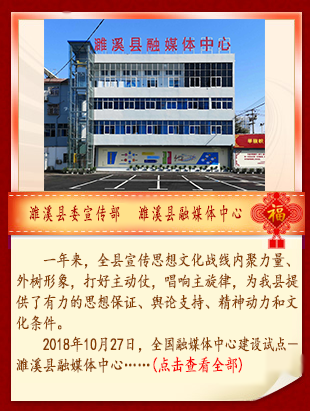 濉溪县融媒体中心
濉溪县委宣传部 濉溪县融媒体中心
福
一年来，全县宣传思想文化战线内聚力量、
外树形象，打好主动仗，唱响主旋律，为我县提
供了有力的思想保证、舆论支持、精神动力和文
化条件。
2018年10月27日，全国融媒体中心建设试点—
濉溪县融媒体中心……(点击查看全部)